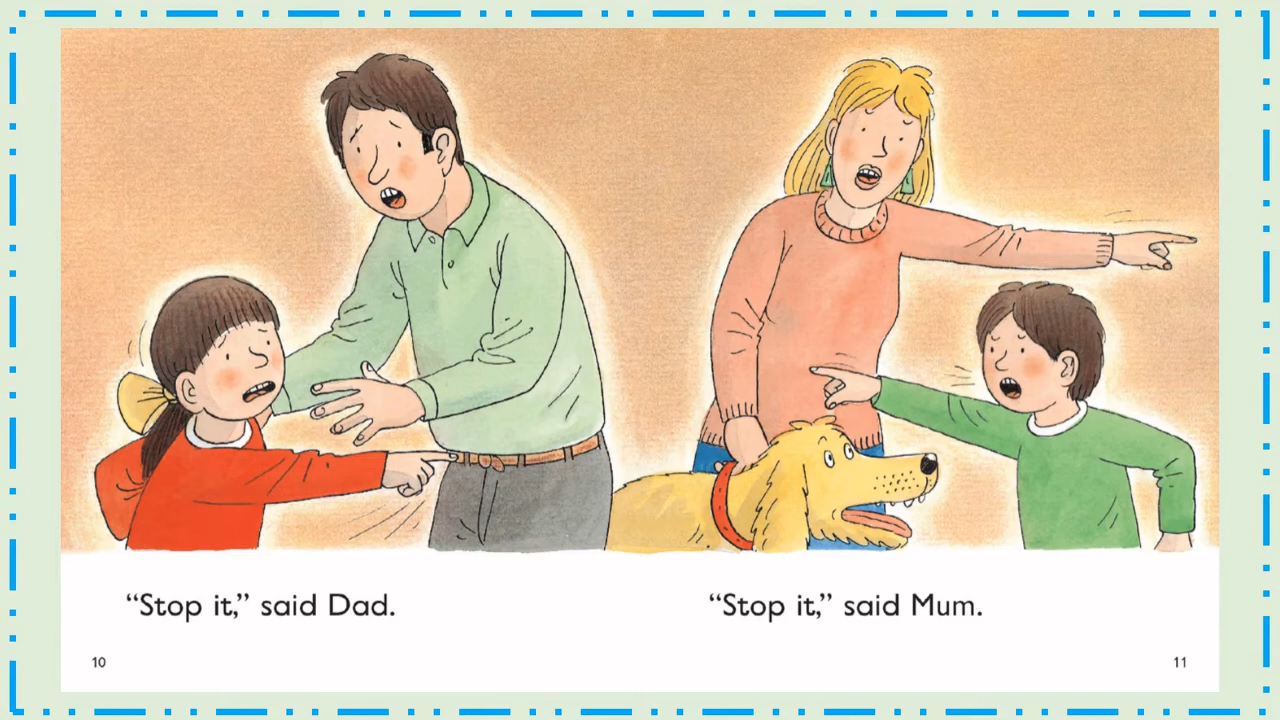 “Stop it,” said Dad.
“Stop it,” said Mum.
10
11